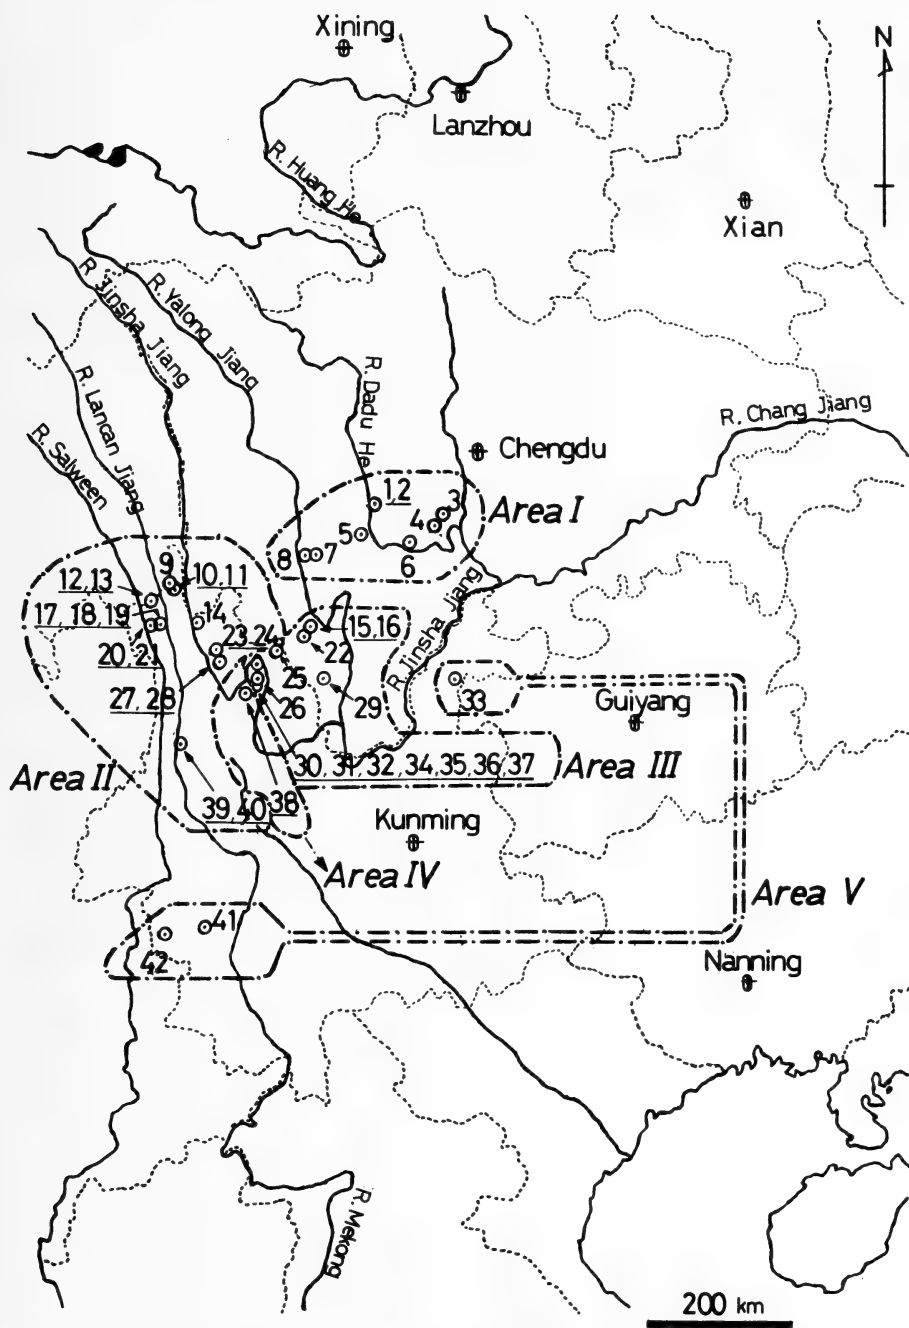 Xining
N
Lanzhou
R. Huang He
Xian
R. Jinsha Jiang
R. Yalong Jiang
R. Lancan Jiang
R. Salween
R. Dadu He
R. Chang Jiang
Chengdu
1,2
3
4
Area I
5
6
7
8
9
10,11
12,13
14
15,16
17, 18, 19
20, 21
22
23, 24
25
26
27, 28
29
R. Jinsha Jiang
33
Guiyang
30, 31, 32, 34, 35, 36, 37
Area III
Area II
38
39, 40,
Kunming
Area IV
Area V
41
42
Nanning
R. Mekong
200 km